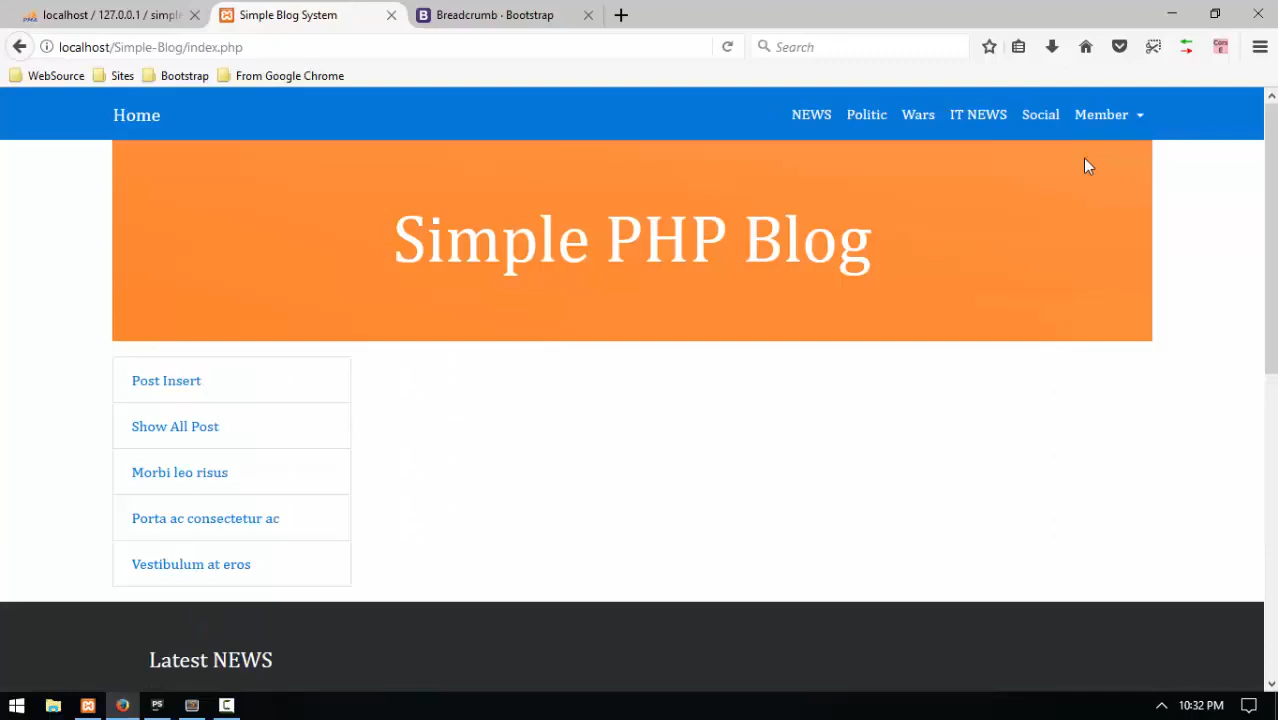 localhost / 127.0.0.1 / simple
Simple Blog System
Breadcrumb · Bootstrap
localhost/Simple-Blog/index.php
Search
WebSource
Sites
Bootstrap
From Google Chrome
Home
NEWS
Politic
Wars
IT NEWS
Social
Member
Simple PHP Blog
Post Insert
Show All Post
Morbi leo risus
Porta ac consectetur ac
Vestibulum at eros
Latest NEWS
10:32 PM